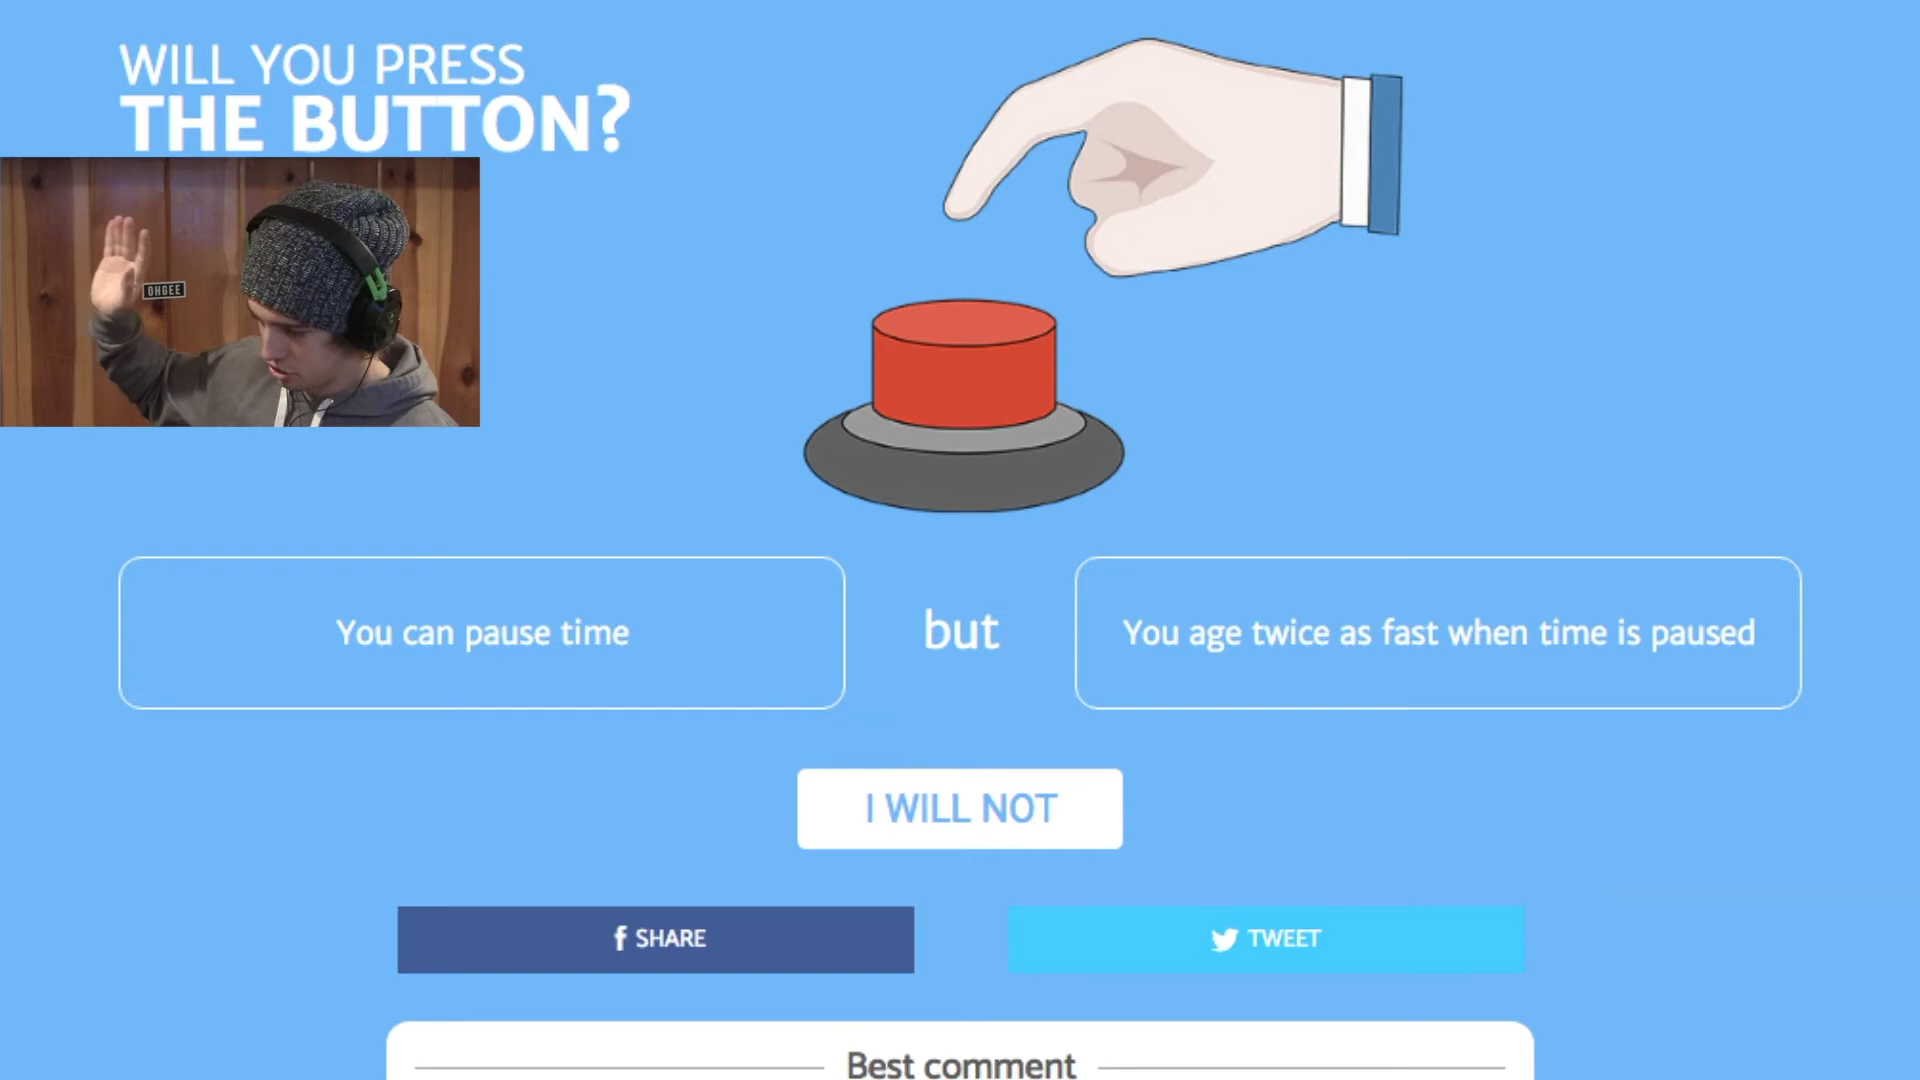 WILL YOU PRESS
THE BUTTON?
OHGEE
You can pause time
but
You age twice as fast when time is paused
I WILL NOT
f SHARE
TWEET
Best comment